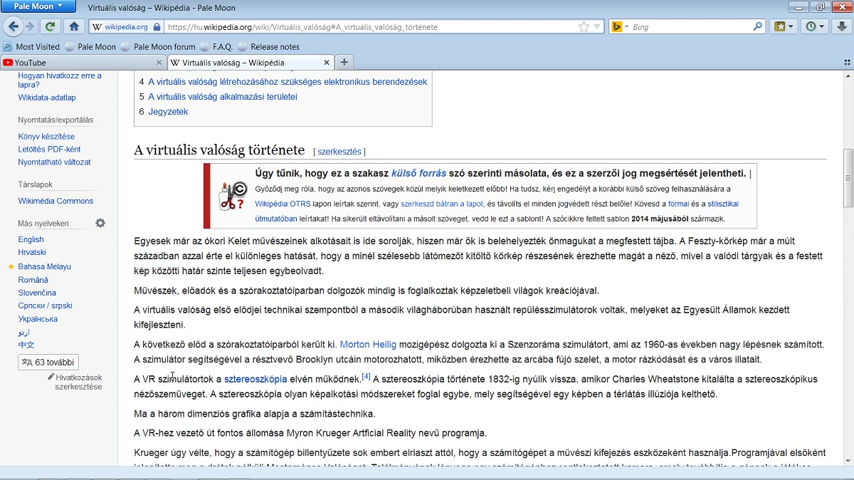 Pale Moon
Virtuális valóság – Wikipédia - Pale Moon
wikipedia.org
https://hu.wikipedia.org/wiki/Virtuális_valóság#A_virtuális_valóság_története
Bing
Most Visited
Pale Moon
Pale Moon forum
F.A.Q.
Release notes
YouTube
Virtuális valóság – Wikipédia
Hogyan hivatkozz erre a
lapra?
Wikidata-adatlap
Nyomtatás/exportálás
Könyv készítése
Letöltés PDF-ként
Nyomtatható változat
Társlapok
Wikimédia Commons
Más nyelveken
English
Hrvatski
Bahasa Melayu
Română
Slovenčina
Српски / srpski
Українська
اردو
中文
63 további
Hivatkozások
szerkesztése
4 A virtuális valóság létrehozásához szükséges elektronikus berendezések
5 A virtuális valóság alkalmazási területei
6 Jegyzetek
A virtuális valóság története [ szerkesztés ]
Úgy tűnik, hogy ez a szakasz külső forrás szó szerinti másolata, és ez a szerzői jog megsértését jelentheti. |
Győződj meg róla, hogy az azonos szövegek közül melyik keletkezett előbb! Ha tudsz, kérj engedélyt a korábbi külső szöveg felhasználására a
Wikipédia:OTRS lapon leírtak szerint, vagy szerkeszd bátran a lapot, és távolíts el minden jogvédett részt belőle! Kövesd a formai és a stilisztikai
útmutatóban leírtakat! Ha sikerült eltávolítani a másolt szöveget, vedd le ezt a sablont! A szócikkre feltett sablon 2014 májusából származik.
Egyesek már az ókori Kelet művészeinek alkotásait is ide sorolják, hiszen már ők is belehelyezték önmagukat a megfestett tájba. A Feszty-körkép már a múlt
században azzal érte el különleges hatását, hogy a minél szélesebb látómezőt kitöltő körkép részesének érezhette magát a néző, mivel a valódi tárgyak és a festett
kép közötti határ szinte teljesen egybeolvadt.
Művészek, előadók és a szórakoztatóiparban dolgozók mindig is foglalkoztak képzeletbeli világok kreációjával.
A virtuális valóság első elődjei technikai szempontból a második világháborúban használt repülésszimulátorok voltak, melyeket az Egyesült Államok kezdett
kifejleszteni.
A következő előd a szórakoztatóiparból került ki. Morton Heilig mozigépész dolgozta ki a Szenzoráma szimulátort, ami az 1960-as években nagy lépésnek számított.
A szimulátor segítségével a résztvevő Brooklyn utcáin motorozhatott, miközben érezhette az arcába fújó szelet, a motor rázkódását és a város illatait.
A VR szimulátortok a sztereoszkópia elvén működnek.[4] A sztereoszkópia története 1832-ig nyúlik vissza, amikor Charles Wheatstone kitalálta a sztereoszkópikus
nézőszemüveget. A sztereoszkópia olyan képalkotási módszereket foglal egybe, mely segítségével egy képben a térlátás illúziója kelthető.
Ma a három dimenziós grafika alapja a számítástechnika.
A VR-hez vezető út fontos állomása Myron Krueger Artficial Reality nevű programja.
Krueger úgy vélte, hogy a számítógép billentyűzete sok embert elriaszt attól, hogy a számítógépet a művészi kifejezés eszközeként használja.Programjával elsőként